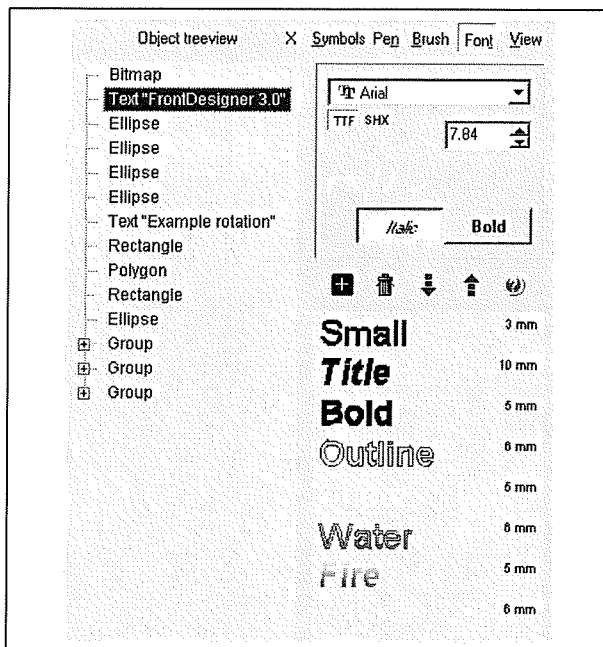 Object treeview X
Symbols Pen Brush Font View
Bitmap
Text "FrontDesigner 3.0"
Ellipse
Ellipse
Ellipse
Ellipse
Text "Example rotation"
Rectangle
Polygon
Rectangle
Ellipse
Group
Group
Group
Arial
TTF SHX
7.84
Italic Bold
Small 3 mm
Title 10 mm
Bold 5 mm
Outline 6 mm
5 mm
Water 6 mm
Fire 5 mm
6 mm